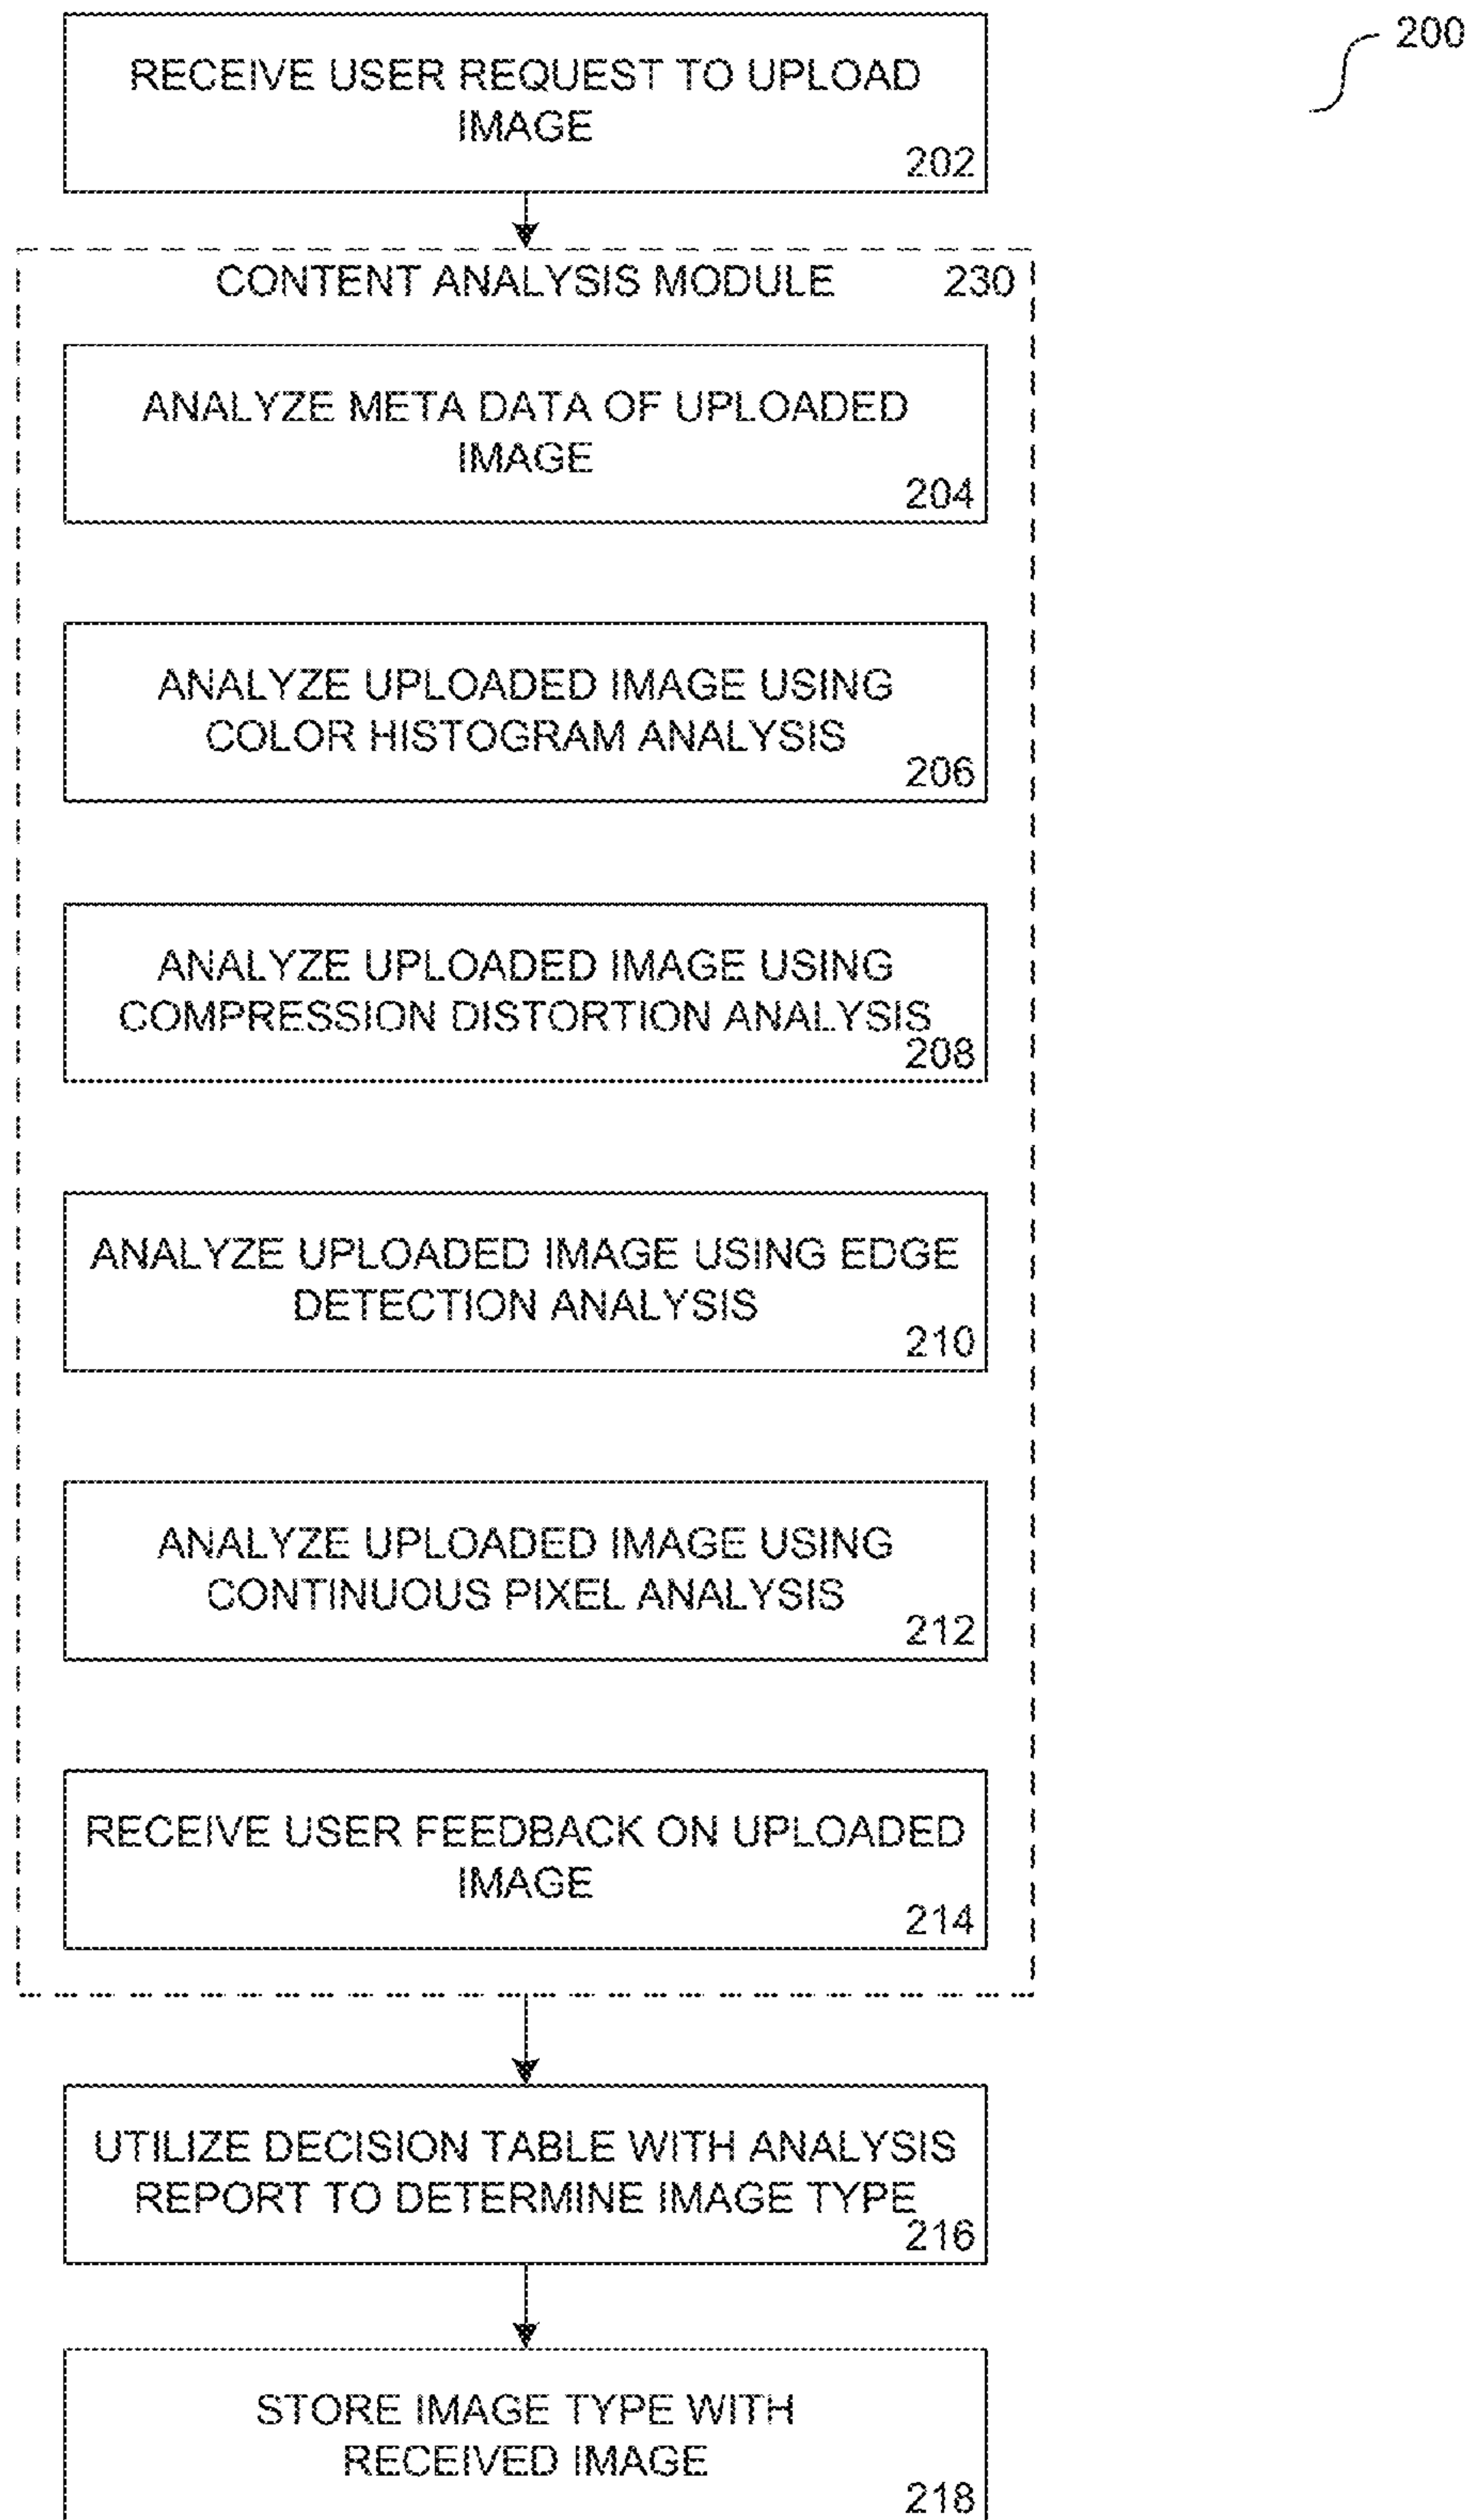 200
RECEIVE USER REQUEST TO UPLOAD
IMAGE
202
CONTENT ANALYSIS MODULE 230
ANALYZE META DATA OF UPLOADED
IMAGE
204
ANALYZE UPLOADED IMAGE USING
COLOR HISTOGRAM ANALYSIS
206
ANALYZE UPLOADED IMAGE USING
COMPRESSION DISTORTION ANALYSIS
208
ANALYZE UPLOADED IMAGE USING EDGE
DETECTION ANALYSIS
210
ANALYZE UPLOADED IMAGE USING
CONTINUOUS PIXEL ANALYSIS
212
RECEIVE USER FEEDBACK ON UPLOADED
IMAGE
214
UTILIZE DECISION TABLE WITH ANALYSIS
REPORT TO DETERMINE IMAGE TYPE
216
STORE IMAGE TYPE WITH
RECEIVED IMAGE
218